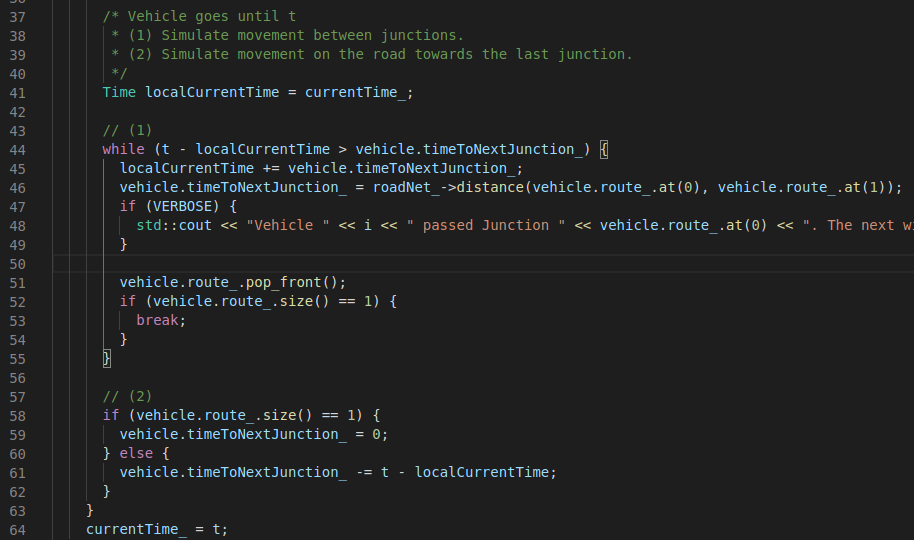 37 /* Vehicle goes until t
38 * (1) Simulate movement between junctions.
39 * (2) Simulate movement on the road towards the last junction.
40 */
41 Time localCurrentTime = currentTime_;
42
43 // (1)
44 while (t - localCurrentTime > vehicle.timeToNextJunction_) {
45 localCurrentTime += vehicle.timeToNextJunction_;
46 vehicle.timeToNextJunction_ = roadNet_->distance(vehicle.route_.at(0), vehicle.route_.at(1));
47 if (VERBOSE) {
48 std::cout << "Vehicle " << i << " passed Junction " << vehicle.route_.at(0) << ". The next wi
49 }
50
51 vehicle.route_.pop_front();
52 if (vehicle.route_.size() == 1) {
53 break;
54 }
55 }
56
57 // (2)
58 if (vehicle.route_.size() == 1) {
59 vehicle.timeToNextJunction_ = 0;
60 } else {
61 vehicle.timeToNextJunction_ -= t - localCurrentTime;
62 }
63 }
64 currentTime_ = t;